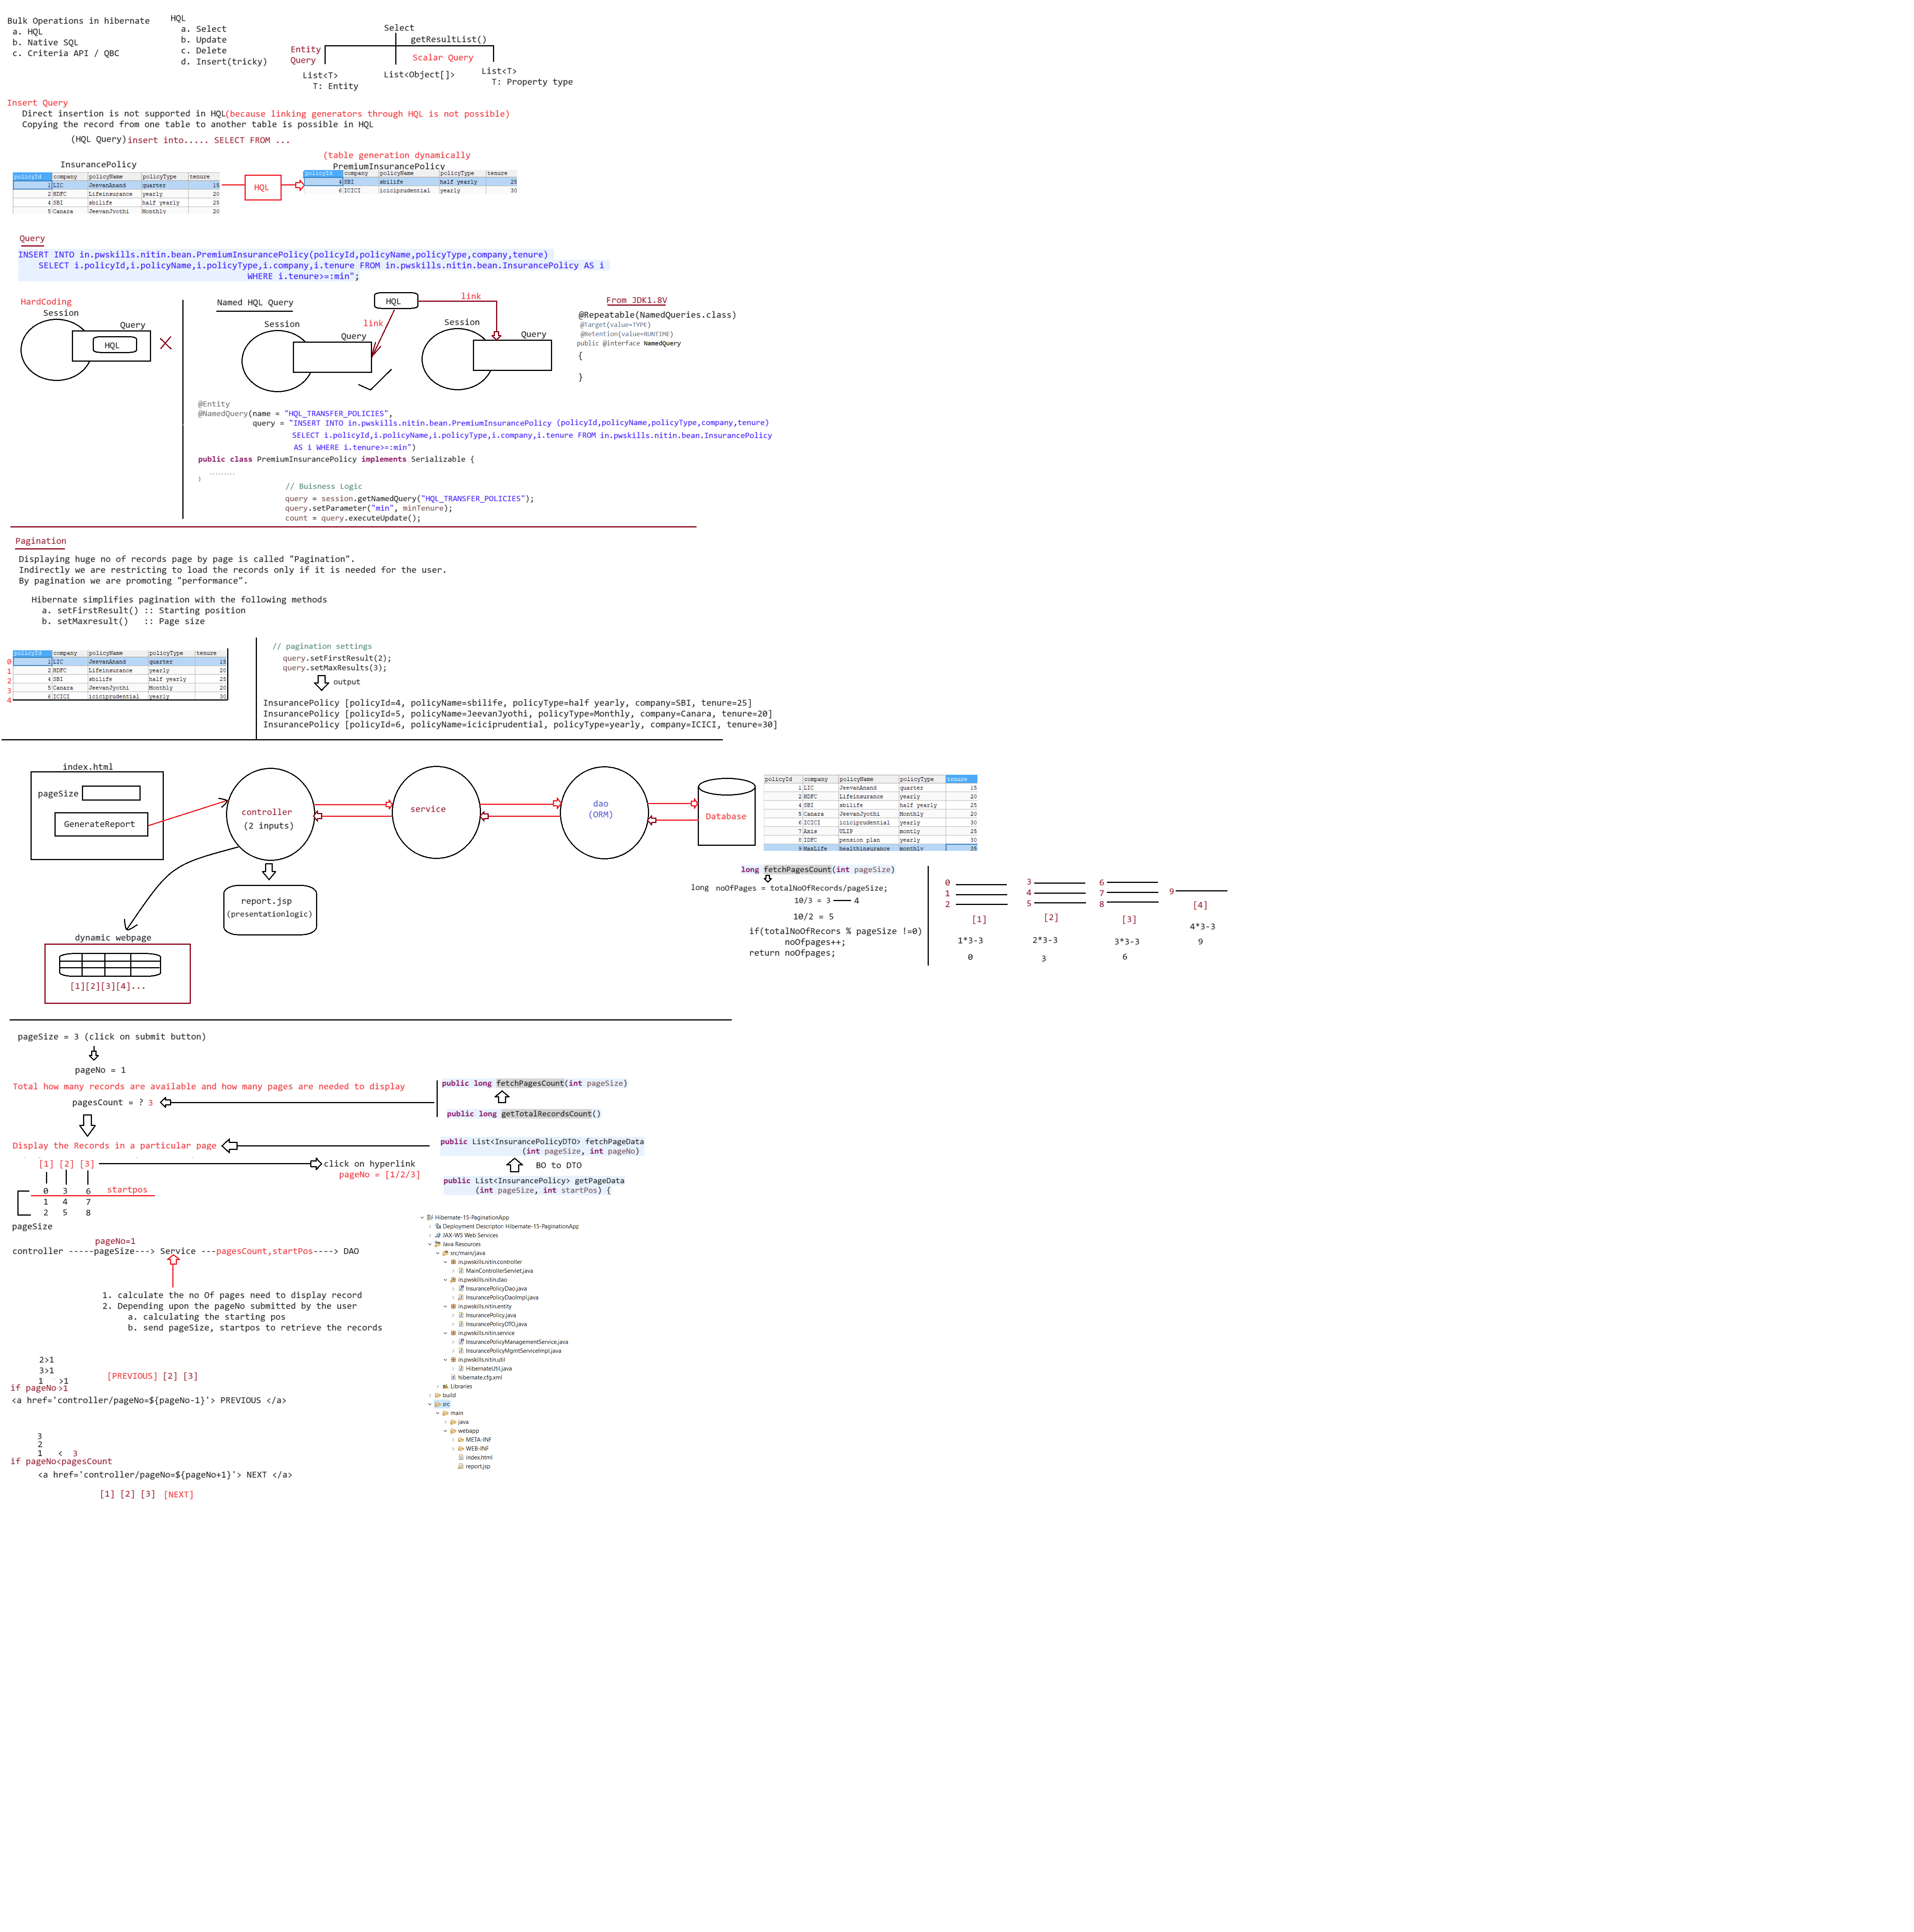 Bulk Operations in hibernate
a. HQL
b. Native SQL
c. Criteria API / QBC
HQL
a. Select
b. Update
c. Delete
d. Insert(tricky)
Select
getResultList()
Entity
Query
Scalar Query
List<T>
T: Entity
List<Object[]>
List<T>
T: Property type
Insert Query
Direct insertion is not supported in HQL(because linking generators through HQL is not possible)
Copying the record from one table to another table is possible in HQL
(HQL Query)insert into..... SELECT FROM ...
InsurancePolicy
policyId company policyName policyType tenure
1 LIC JeevanAnand quarter 15
2 HDFC Lifeinsurance yearly 20
4 SBI sbilife half yearly 25
5 Canara JeevanJyothi Monthly 20
HQL
(table generation dynamically
PremiumInsurancePolicy
policyId company policyName policyType tenure
4 SBI sbilife half yearly 25
6 ICICI iciciprudential yearly 30
Query
INSERT INTO in.pwskills.nitin.bean.PremiumInsurancePolicy(policyId,policyName,policyType,company,tenure)
SELECT i.policyId,i.policyName,i.policyType,i.company,i.tenure FROM in.pwskills.nitin.bean.InsurancePolicy AS i
WHERE i.tenure>=:min";
HardCoding
Session
Query
HQL
Named HQL Query
HQL
link
link
Session
Query
Session
Query
From JDK1.8V
@Repeatable(NamedQueries.class)
@Target(value=TYPE)
@Retention(value=RUNTIME)
public @interface NamedQuery
{
}
@Entity
@NamedQuery(name = "HQL_TRANSFER_POLICIES",
query = "INSERT INTO in.pwskills.nitin.bean.PremiumInsurancePolicy (policyId,policyName,policyType,company,tenure)
SELECT i.policyId,i.policyName,i.policyType,i.company,i.tenure FROM in.pwskills.nitin.bean.InsurancePolicy
AS i WHERE i.tenure>=:min")
public class PremiumInsurancePolicy implements Serializable {
.........
}
// Buisness Logic
query = session.getNamedQuery("HQL_TRANSFER_POLICIES");
query.setParameter("min", minTenure);
count = query.executeUpdate();
Pagination
Displaying huge no of records page by page is called "Pagination".
Indirectly we are restricting to load the records only if it is needed for the user.
By pagination we are promoting "performance".
Hibernate simplifies pagination with the following methods
a. setFirstResult() :: Starting position
b. setMaxresult() :: Page size
policyId company policyName policyType tenure
0 1 LIC JeevanAnand quarter 15
1 2 HDFC Lifeinsurance yearly 20
2 4 SBI sbilife half yearly 25
3 5 Canara JeevanJyothi Monthly 20
4 6 ICICI iciciprudential yearly 30
// pagination settings
query.setFirstResult(2);
query.setMaxResults(3);
output
InsurancePolicy [policyId=4, policyName=sbilife, policyType=half yearly, company=SBI, tenure=25]
InsurancePolicy [policyId=5, policyName=JeevanJyothi, policyType=Monthly, company=Canara, tenure=20]
InsurancePolicy [policyId=6, policyName=iciciprudential, policyType=yearly, company=ICICI, tenure=30]
index.html
pageSize
GenerateReport
controller
(2 inputs)
service
dao
(ORM)
Database
policyId company policyName policyType tenure
1 LIC JeevanAnand quarter 15
2 HDFC Lifeinsurance yearly 20
4 SBI sbilife half yearly 25
5 Canara JeevanJyothi Monthly 20
6 ICICI iciciprudential yearly 30
7 Axis ULIP montly 25
8 IDFC pension plan yearly 30
9 MaxLife healthinsurance monthly 35
report.jsp
(presentationlogic)
dynamic webpage
[1][2][3][4]...
long fetchPagesCount(int pageSize)
long noOfPages = totalNoOfRecords/pageSize;
10/3 = 3 4
10/2 = 5
if(totalNoOfRecors % pageSize !=0)
noOfpages++;
return noOfpages;
0
1
2
[1]
1*3-3
0
3
4
5
[2]
2*3-3
3
6
7
8
[3]
3*3-3
6
9
[4]
4*3-3
9
pageSize = 3 (click on submit button)
pageNo = 1
Total how many records are available and how many pages are needed to display
pagesCount = ? 3
public long fetchPagesCount(int pageSize)
public long getTotalRecordsCount()
Display the Records in a particular page
public List<InsurancePolicyDTO> fetchPageData
(int pageSize, int pageNo)
BO to DTO
public List<InsurancePolicy> getPageData
(int pageSize, int startPos) {
[1] [2] [3]
click on hyperlink
pageNo = [1/2/3]
0 3 6 startpos
1 4 7
2 5 8
pageSize
pageNo=1
controller -----pageSize---> Service ---pagesCount,startPos----> DAO
1. calculate the no Of pages need to display record
2. Depending upon the pageNo submitted by the user
a. calculating the starting pos
b. send pageSize, startpos to retrieve the records
2>1
3>1
1 >1
if pageNo>1
[PREVIOUS] [2] [3]
<a href='controller/pageNo=${pageNo-1}'> PREVIOUS </a>
3
2
1 < 3
if pageNo<pagesCount
<a href='controller/pageNo=${pageNo+1}'> NEXT </a>
[1] [2] [3] [NEXT]
Hibernate-15-PaginationApp
Deployment Descriptor: Hibernate-15-PaginationApp
JAX-WS Web Services
Java Resources
src/main/java
in.pwskills.nitin.controller
MainControllerServlet.java
in.pwskills.nitin.dao
InsurancePolicyDao.java
InsurancePolicyDaoImpl.java
in.pwskills.nitin.entity
InsurancePolicy.java
InsurancePolicyDTO.java
in.pwskills.nitin.service
InsurancePolicyManagementService.java
InsurancePolicyMgmtServiceImpl.java
in.pwskills.nitin.util
HibernateUtil.java
hibernate.cfg.xml
Libraries
build
src
main
java
webapp
META-INF
WEB-INF
index.html
report.jsp